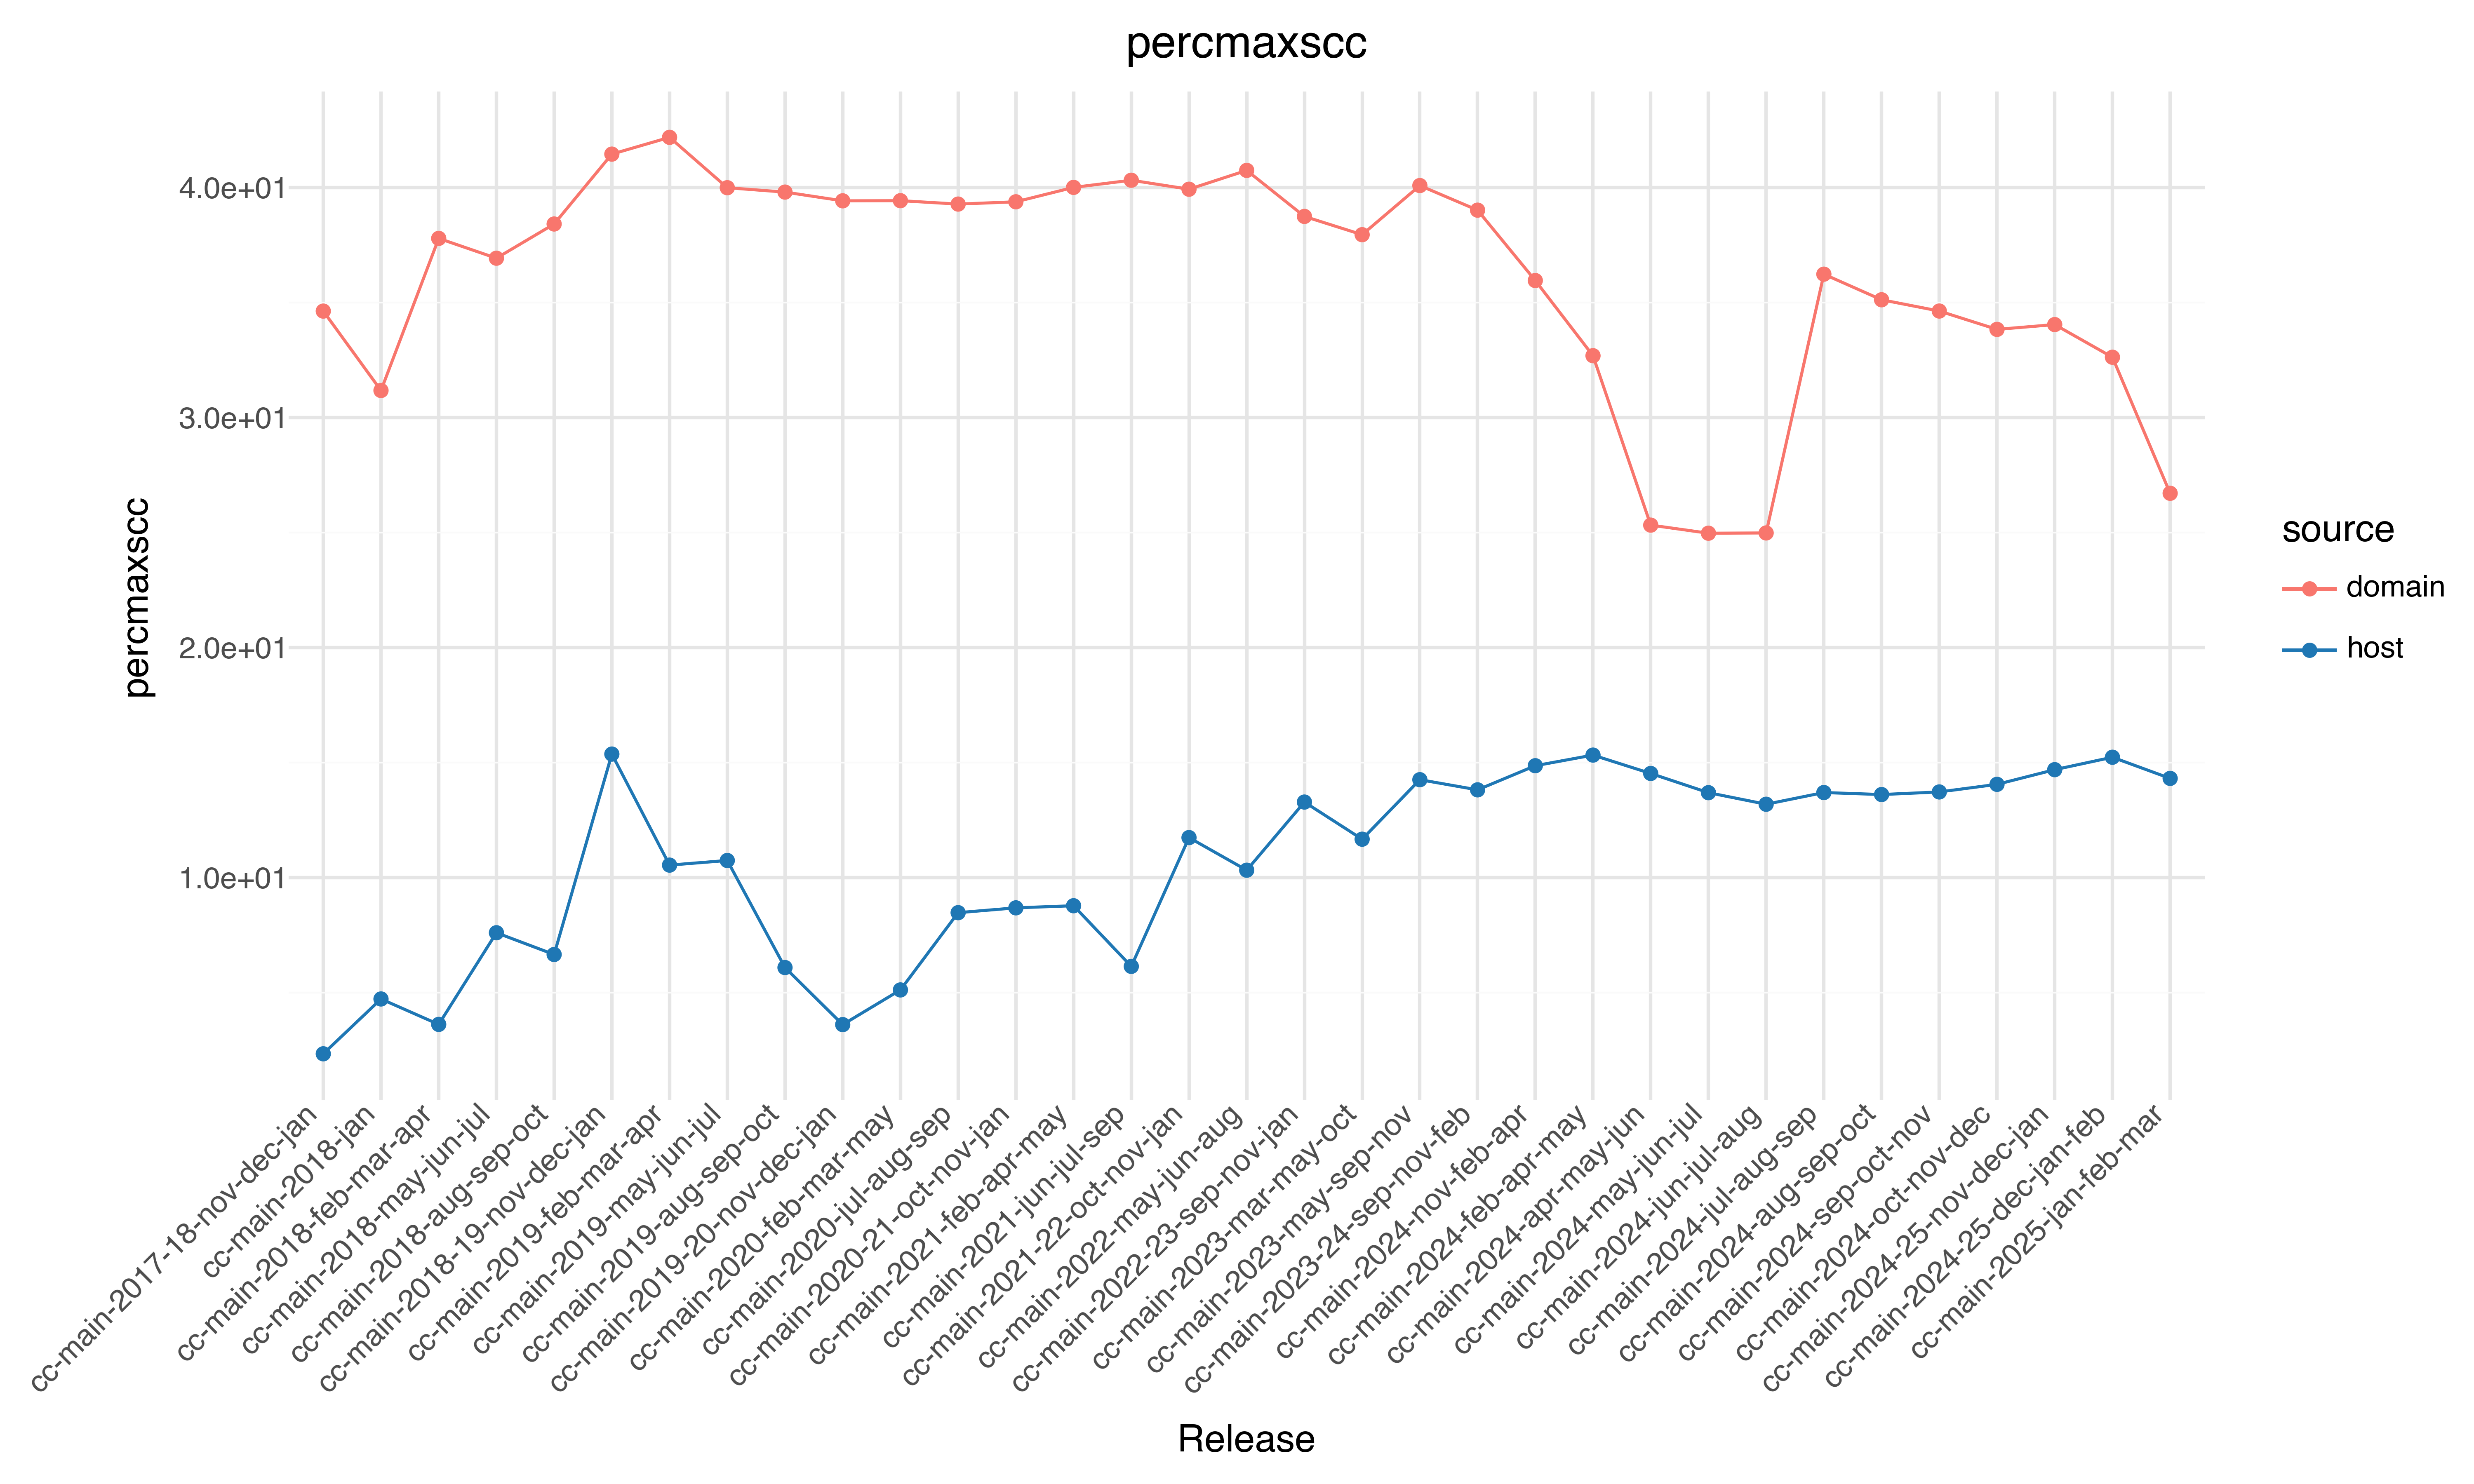 percmaxscc
percmaxscc
4.0e+01
3.0e+01
2.0e+01
1.0e+01
cc-main-2017-18-nov-dec-jan
cc-main-2018-jan
cc-main-2018-feb-mar-apr
cc-main-2018-may-jun-jul
cc-main-2018-aug-sep-oct
cc-main-2018-19-nov-dec-jan
cc-main-2019-feb-mar-apr
cc-main-2019-may-jun-jul
cc-main-2019-aug-sep-oct
cc-main-2019-20-nov-dec-jan
cc-main-2020-feb-mar-may
cc-main-2020-jul-aug-sep
cc-main-2020-21-oct-nov-jan
cc-main-2021-feb-apr-may
cc-main-2021-jun-jul-sep
cc-main-2021-22-oct-nov-jan
cc-main-2022-may-jun-aug
cc-main-2022-23-sep-nov-jan
cc-main-2023-mar-may-oct
cc-main-2023-may-sep-nov
cc-main-2023-24-sep-nov-feb
cc-main-2024-nov-feb-apr
cc-main-2024-feb-apr-may
cc-main-2024-apr-may-jun
cc-main-2024-may-jun-jul
cc-main-2024-jun-jul-aug
cc-main-2024-jul-aug-sep
cc-main-2024-aug-sep-oct
cc-main-2024-sep-oct-nov
cc-main-2024-oct-nov-dec
cc-main-2024-25-nov-dec-jan
cc-main-2024-25-dec-jan-feb
cc-main-2025-jan-feb-mar
Release
source
domain
host